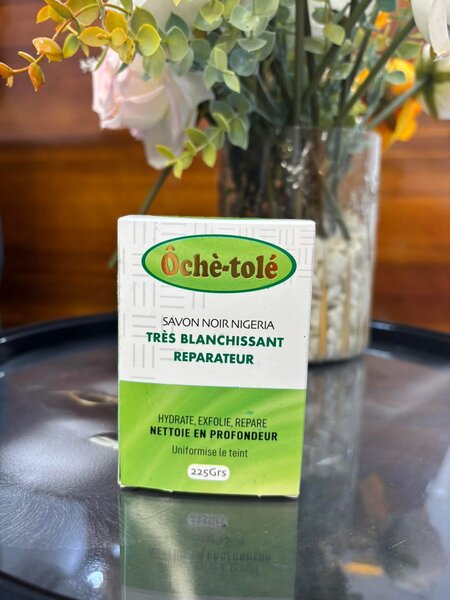 Ôchè-tolé
SAVON NOIR NIGERIA
TRÈS BLANCHISSANT
REPARATEUR
HYDRATE, EXFOLIE, REPARE
NETTOIE EN PROFONDEUR
Uniformise le teint
225Grs